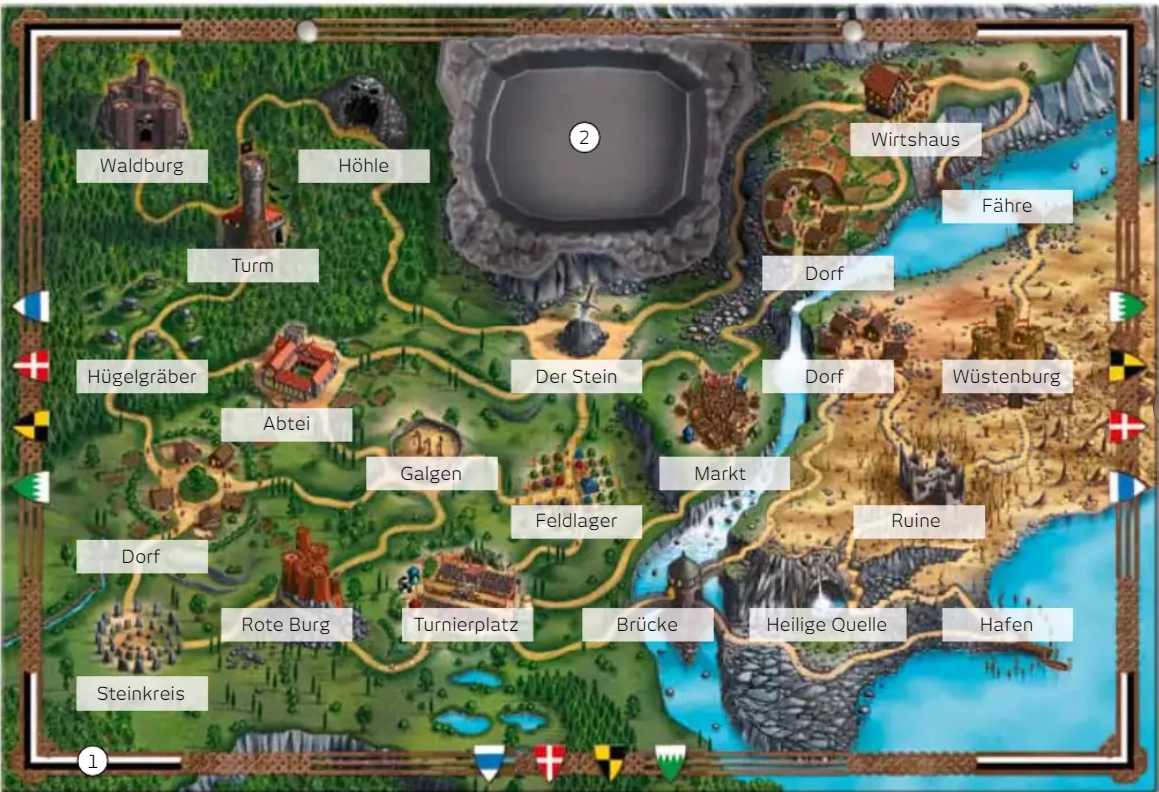 2
Wirtshaus
Waldburg
Höhle
Fähre
Turm
Dorf
Hügelgräber
Der Stein
Dorf
Wüstenburg
Abtei
Galgen
Markt
Feldlager
Ruine
Dorf
Rote Burg
Turnierplatz
Brücke
Heilige Quelle
Hafen
Steinkreis
1